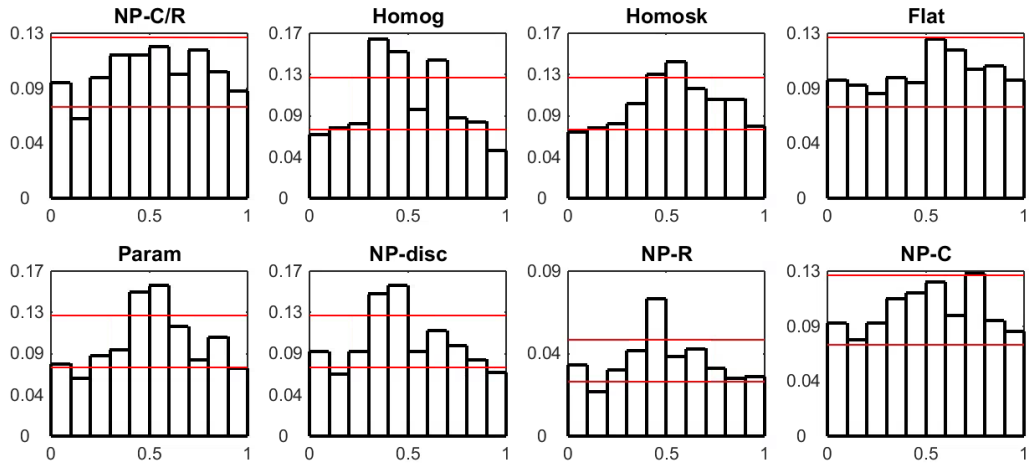 NP-C/R Homog Homosk Flat
0.13 0.17 0.17 0.13
0.13 0.13
0.09 0.09 0.09 0.09
0.04 0.04 0.04 0.04
0 0 0 0
0 0.5 1 0 0.5 1 0 0.5 1 0 0.5 1
Param NP-disc NP-R NP-C
0.17 0.17 0.09 0.13
0.13 0.13
0.09 0.09 0.04 0.09
0.04 0.04 0.04
0 0 0 0
0 0.5 1 0 0.5 1 0 0.5 1 0 0.5 1